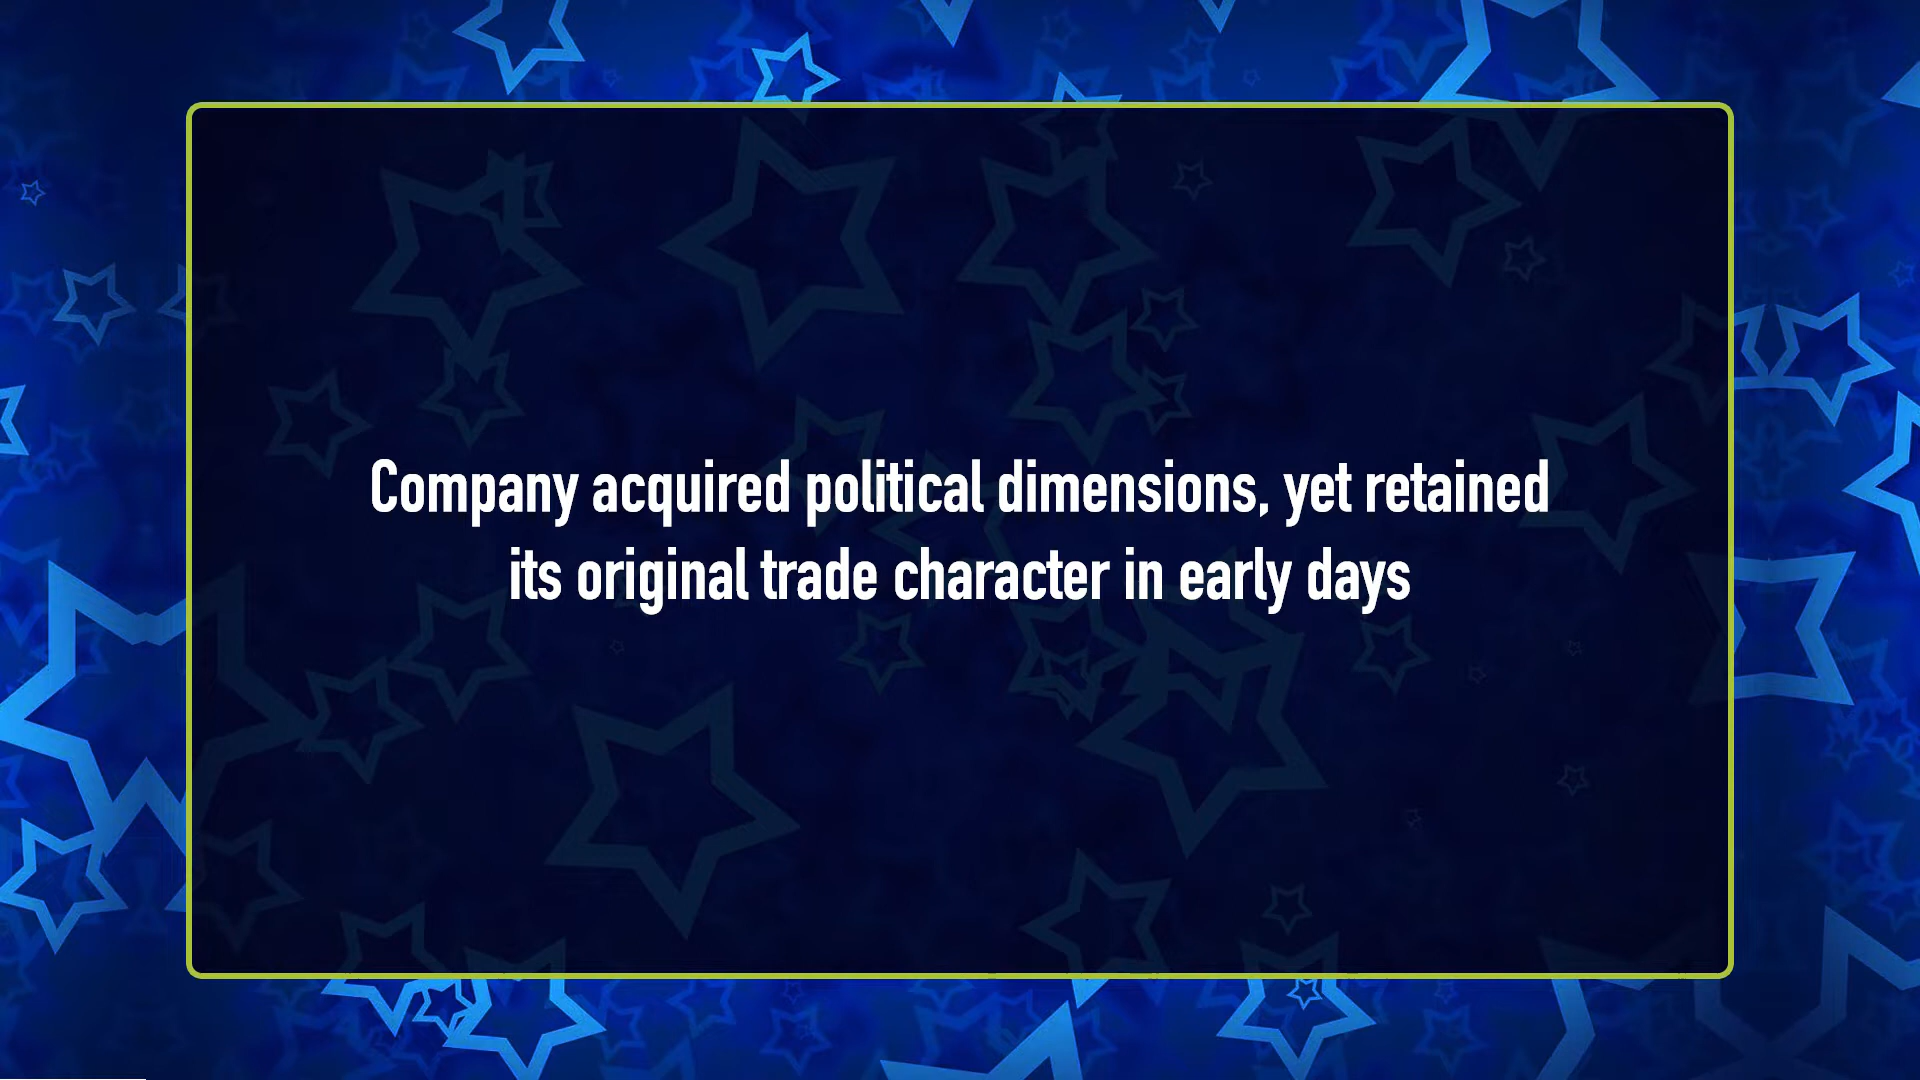 Company acquired political dimensions, yet retained
its original trade character in early days